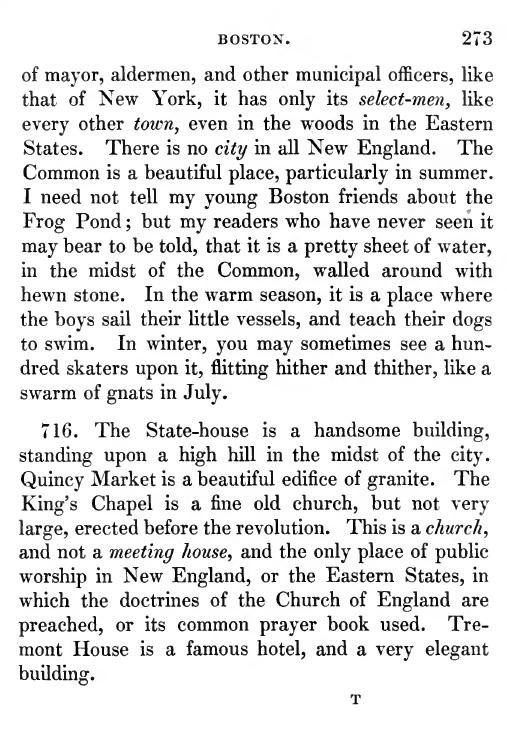 BOSTON. 273
of mayor, aldermen, and other municipal officers, like
that of New York, it has only its select-men, like
every other town, even in the woods in the Eastern
States. There is no city in all New England. The
Common is a beautiful place, particularly in summer.
I need not tell my young Boston friends about the
Frog Pond; but my readers who have never seen it
may bear to be told, that it is a pretty sheet of water,
in the midst of the Common, walled around with
hewn stone. In the warm season, it is a place where
the boys sail their little vessels, and teach their dogs
to swim. In winter, you may sometimes see a hun-
dred skaters upon it, flitting hither and thither, like a
swarm of gnats in July.
716. The State-house is a handsome building,
standing upon a high hill in the midst of the city.
Quincy Market is a beautiful edifice of granite. The
King's Chapel is a fine old church, but not very
large, erected before the revolution. This is a church,
and not a meeting house, and the only place of public
worship in New England, or the Eastern States, in
which the doctrines of the Church of England are
preached, or its common prayer book used. Tre-
mont House is a famous hotel, and a very elegant
building.
T